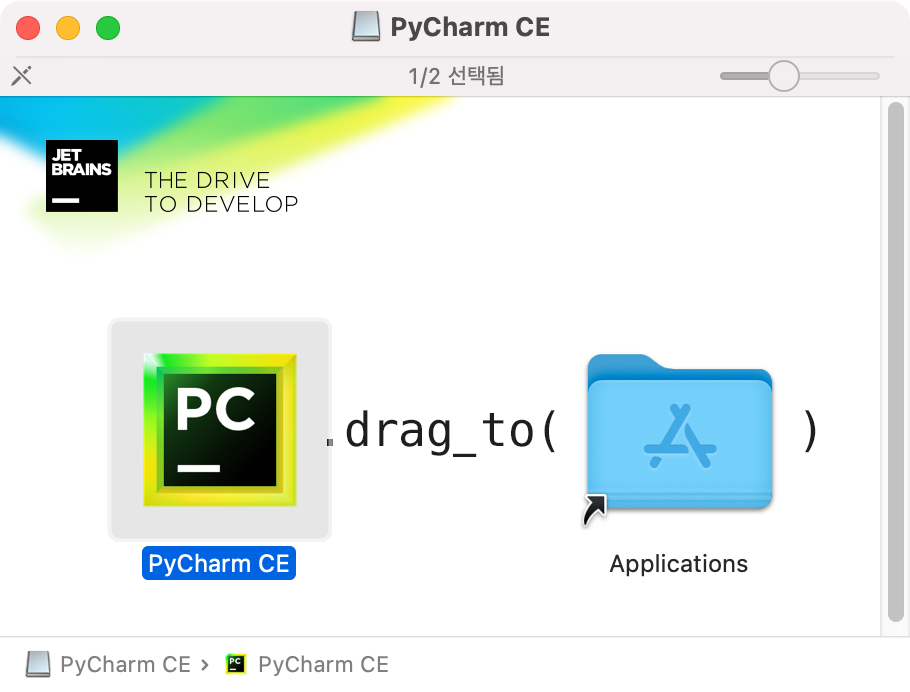 PyCharm CE
1/2 선택됨
JET
BRAINS
THE DRIVE
TO DEVELOP
PC
.drag_to( )
PyCharm CE
Applications
PyCharm CE › PC PyCharm CE